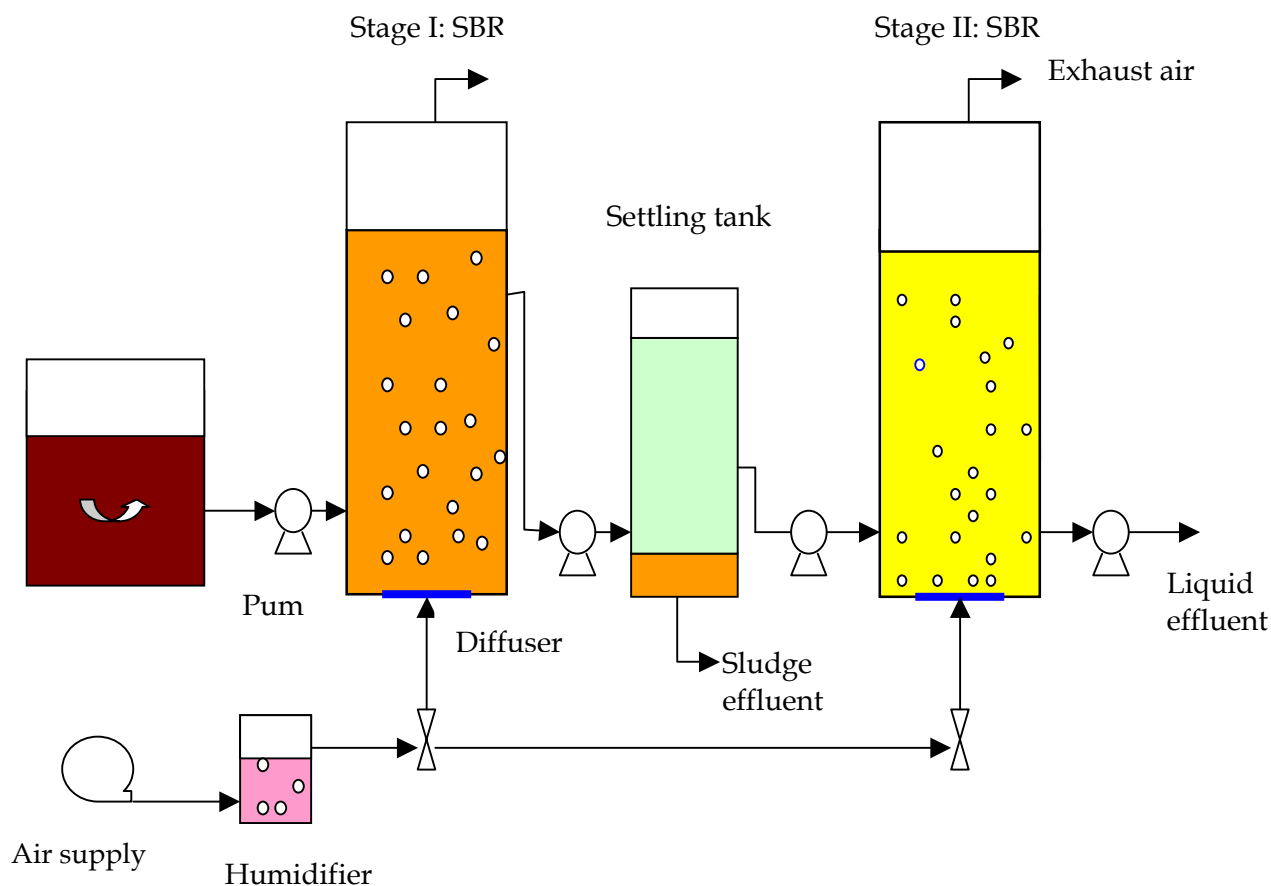 Stage I: SBR
Stage II: SBR
Exhaust air
Settling tank
Pum
Diffuser
Liquid
effluent
Sludge
effluent
Air supply
Humidifier